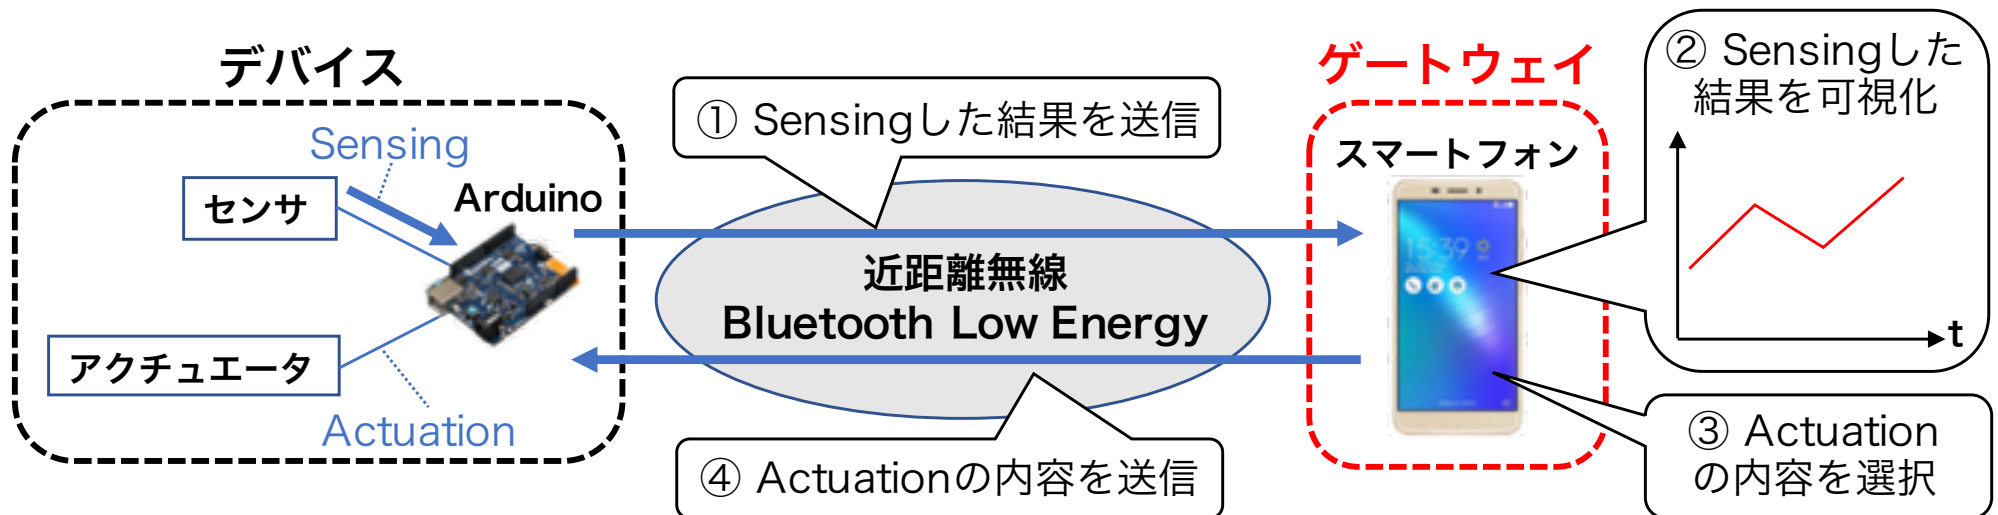 デバイス
Sensing
センサ
Arduino
アクチュエータ
Actuation
① Sensingした結果を送信
近距離無線
Bluetooth Low Energy
④ Actuationの内容を送信
ゲートウェイ
スマートフォン
15:39
② Sensingした
結果を可視化
t
③ Actuation
の内容を選択